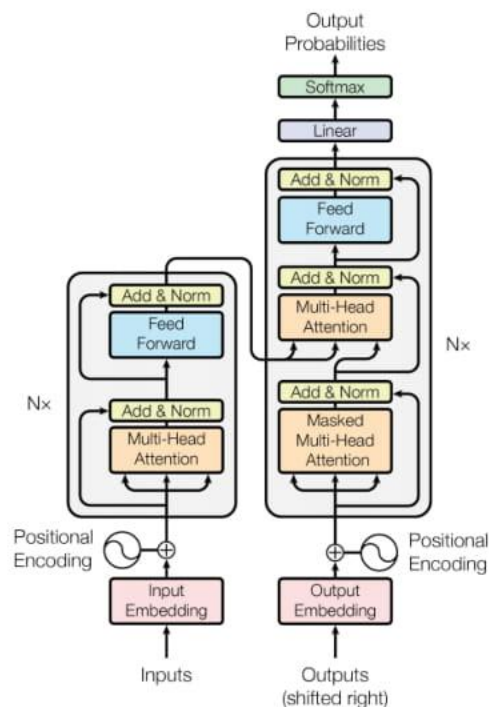 Output
Probabilities
Softmax
Linear
Add & Norm
Feed
Forward
Add & Norm
Multi-Head
Attention
Nx
Add & Norm
Masked
Multi-Head
Attention
Positional
Encoding
Output
Embedding
Outputs
(shifted right)
Add & Norm
Feed
Forward
Nx
Add & Norm
Multi-Head
Attention
Positional
Encoding
Input
Embedding
Inputs